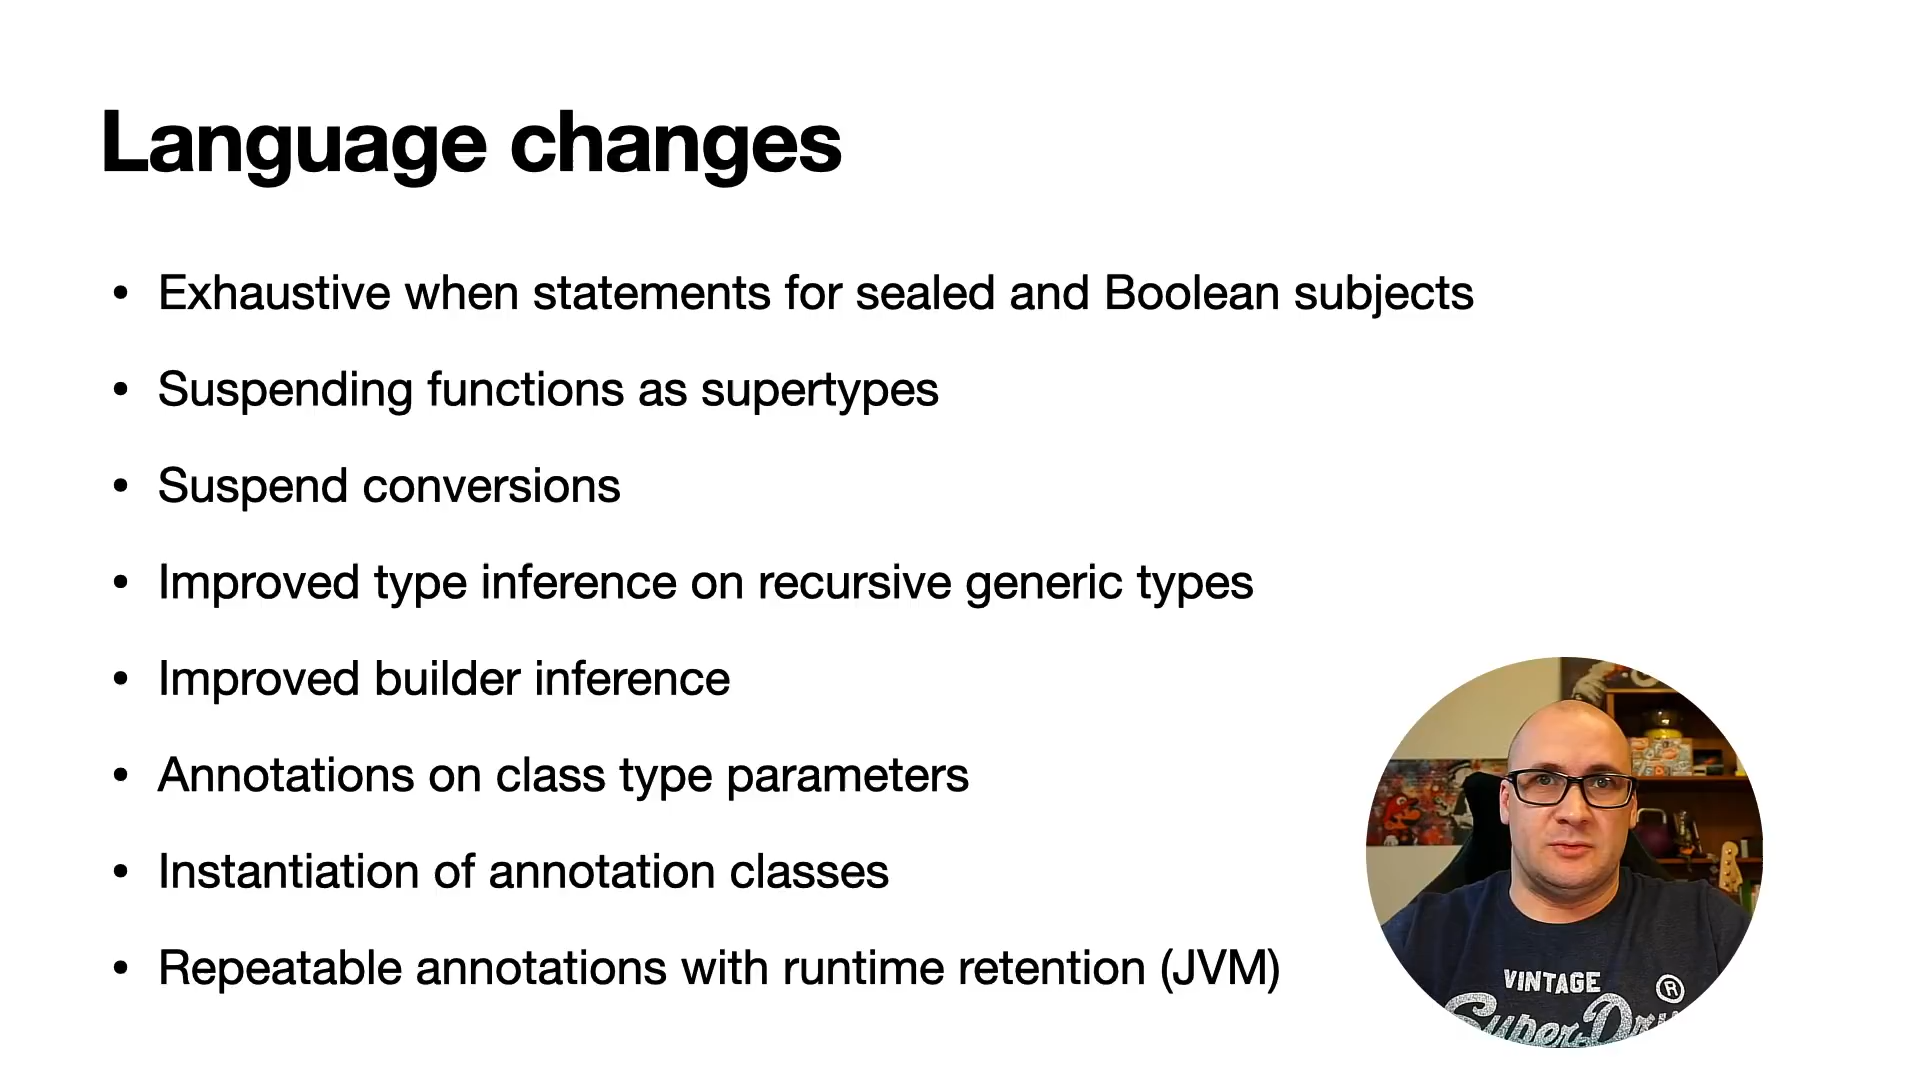 Language changes
• Exhaustive when statements for sealed and Boolean subjects
• Suspending functions as supertypes
• Suspend conversions
• Improved type inference on recursive generic types
• Improved builder inference
• Annotations on class type parameters
• Instantiation of annotation classes
• Repeatable annotations with runtime retention (JVM)
VINTAGE ®